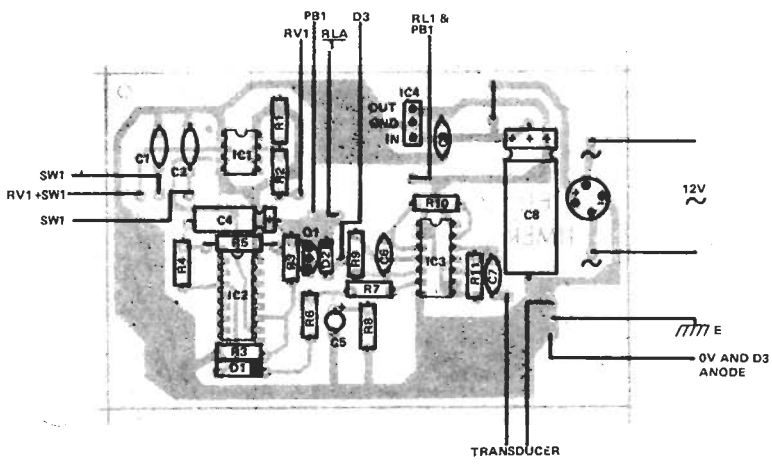 PB1
D3
RL1 &
PB1
RV1
RLA
1
IC4
OUT
GND
IN
C1
C2
IC1
R1
R2
SW1
RV1 +SW1
SW1
12V
~
~
~
R10
C8
C4
+
+ + +
Q1
R5
R4
D2
R9
C6
IC3
R11
C7
IC2
R7
R6
C5
+
R8
R3
D1
E
0V AND D3
ANODE
TRANSDUCER